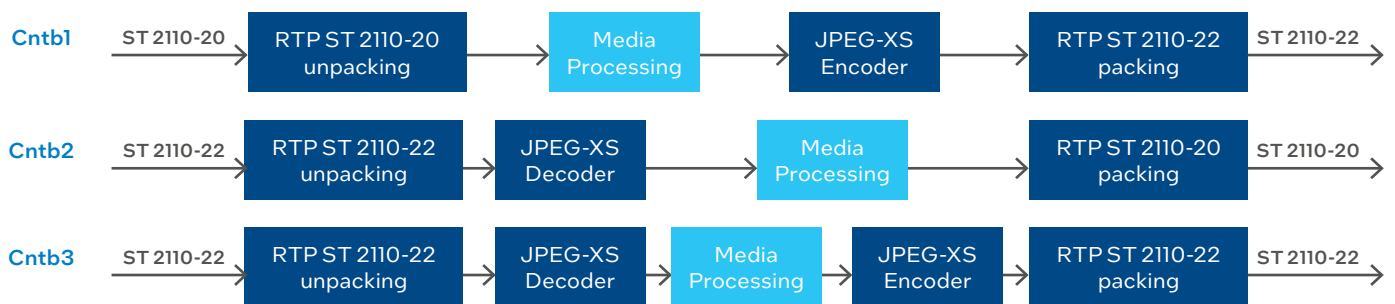 Cntb1
ST 2110-20
RTP ST 2110-20
unpacking
Media
Processing
JPEG-XS
Encoder
RTP ST 2110-22
packing
ST 2110-22
Cntb2
ST 2110-22
RTP ST 2110-22
unpacking
JPEG-XS
Decoder
Media
Processing
RTP ST 2110-20
packing
ST 2110-20
Cntb3
ST 2110-22
RTP ST 2110-22
unpacking
JPEG-XS
Decoder
Media
Processing
JPEG-XS
Encoder
RTP ST 2110-22
packing
ST 2110-22